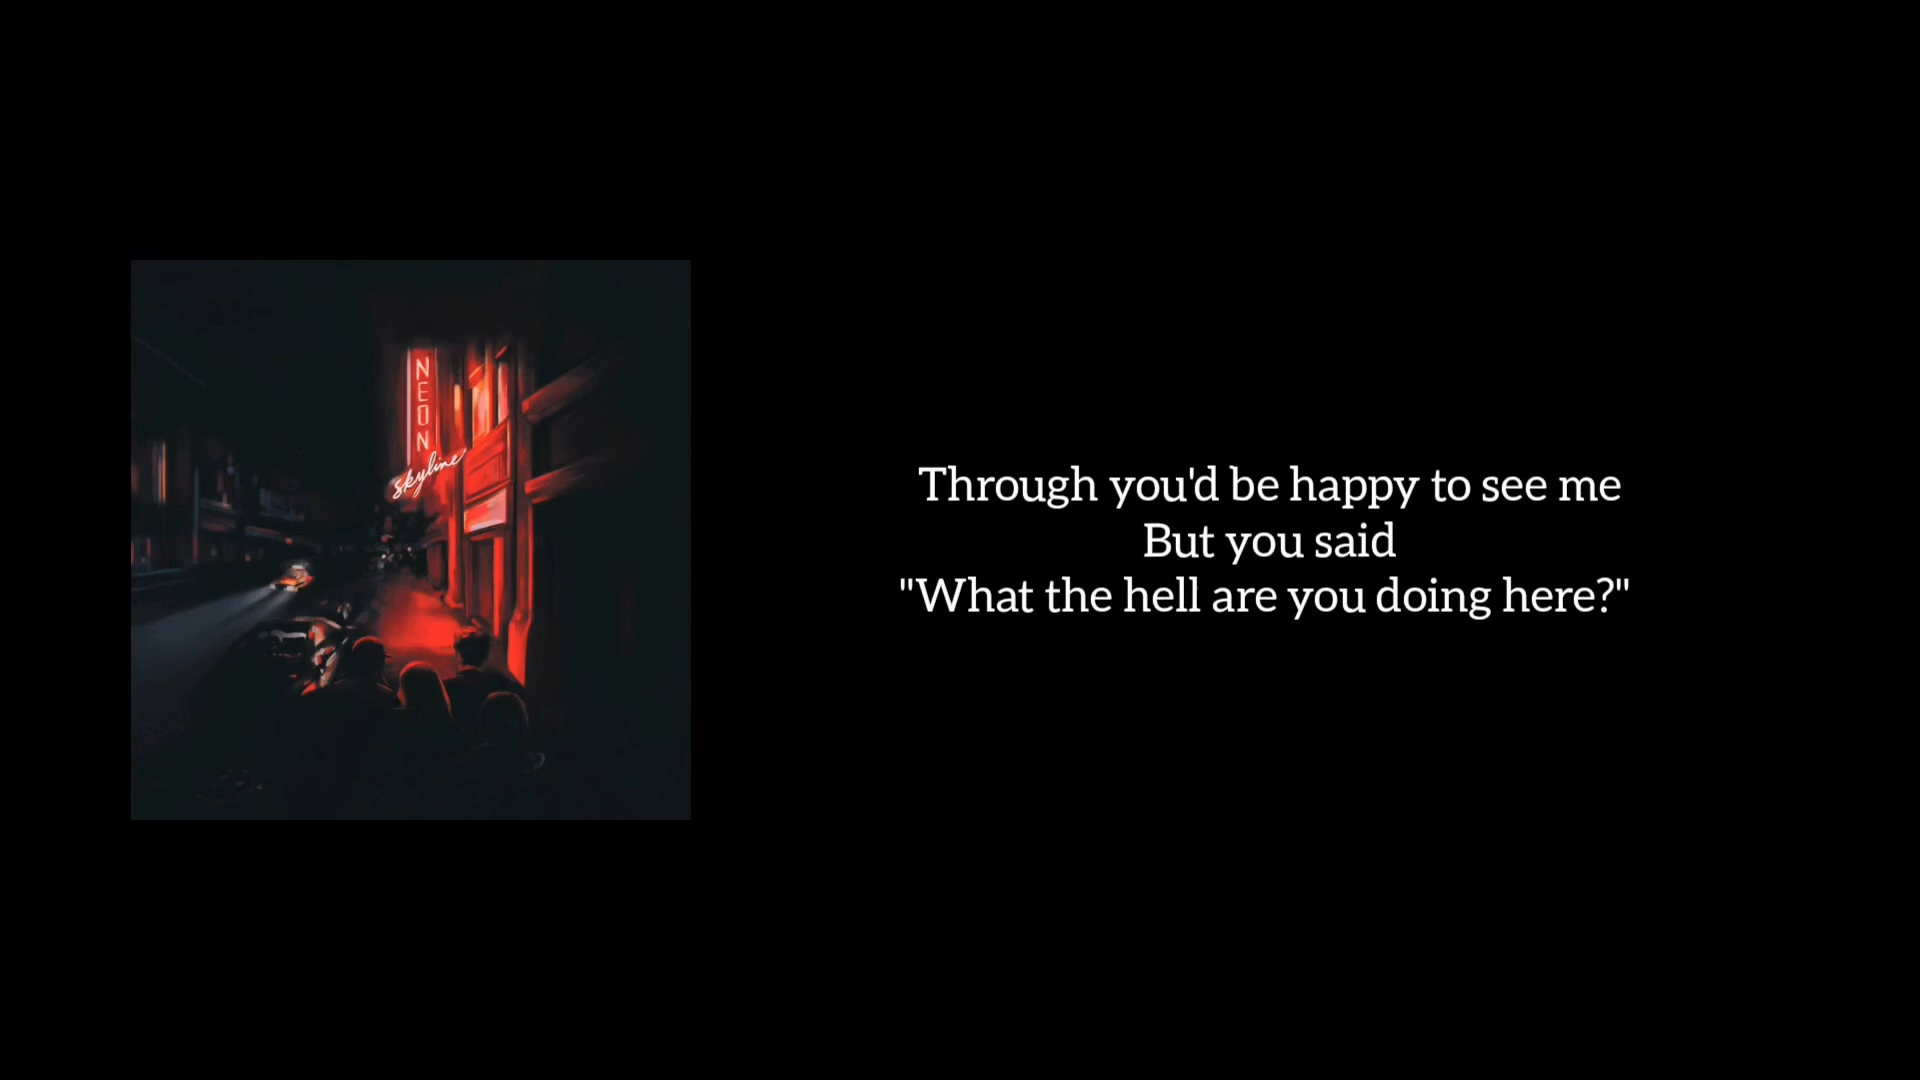 NEON
skyline
Through you'd be happy to see me
But you said
"What the hell are you doing here?"